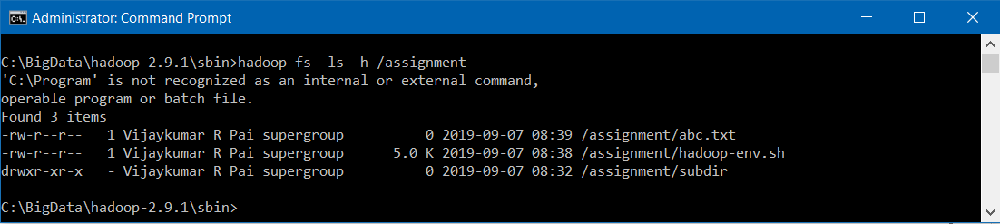 Administrator: Command Prompt
C:\BigData\hadoop-2.9.1\sbin>hadoop fs -ls -h /assignment
'C:\Program' is not recognized as an internal or external command,
operable program or batch file.
Found 3 items
-rw-r--r--   1 Vijaykumar R Pai supergroup          0 2019-09-07 08:39 /assignment/abc.txt
-rw-r--r--   1 Vijaykumar R Pai supergroup      5.0 K 2019-09-07 08:38 /assignment/hadoop-env.sh
drwxr-xr-x   - Vijaykumar R Pai supergroup          0 2019-09-07 08:32 /assignment/subdir
C:\BigData\hadoop-2.9.1\sbin>